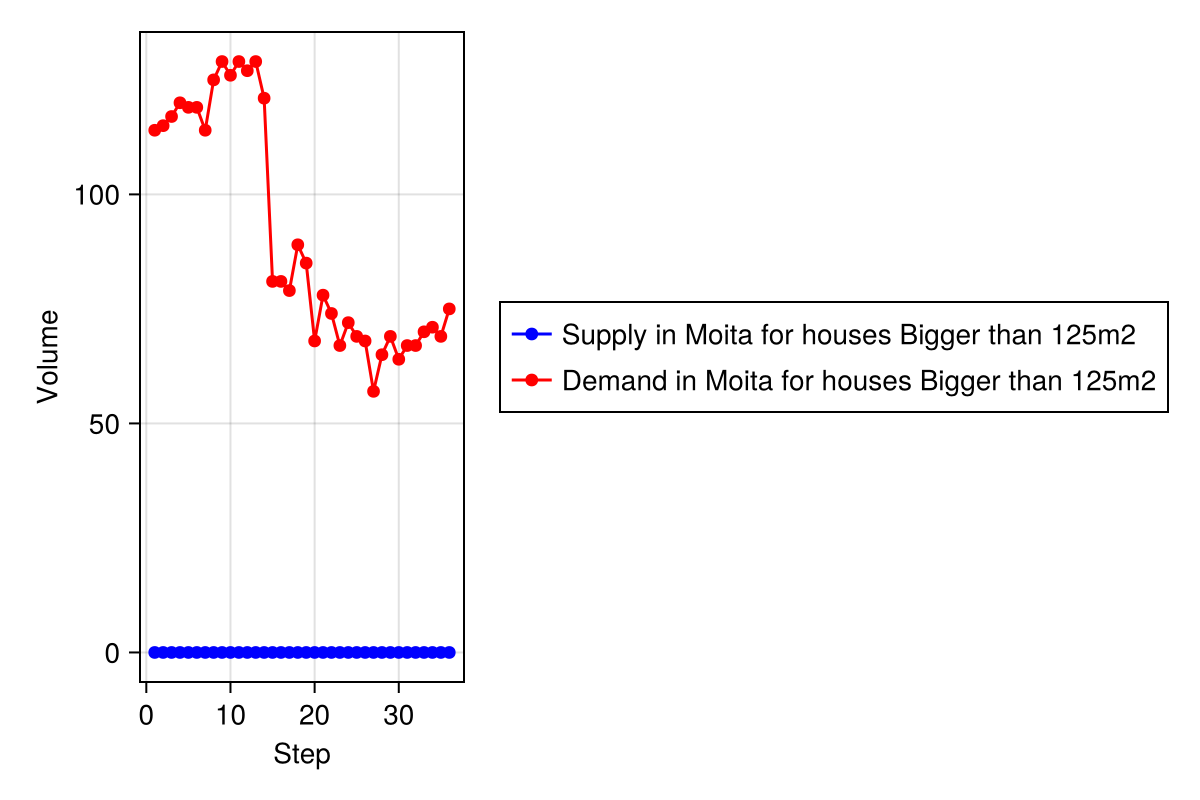 100
50
0
Volume
0 10 20 30
Step
Supply in Moita for houses Bigger than 125m2
Demand in Moita for houses Bigger than 125m2